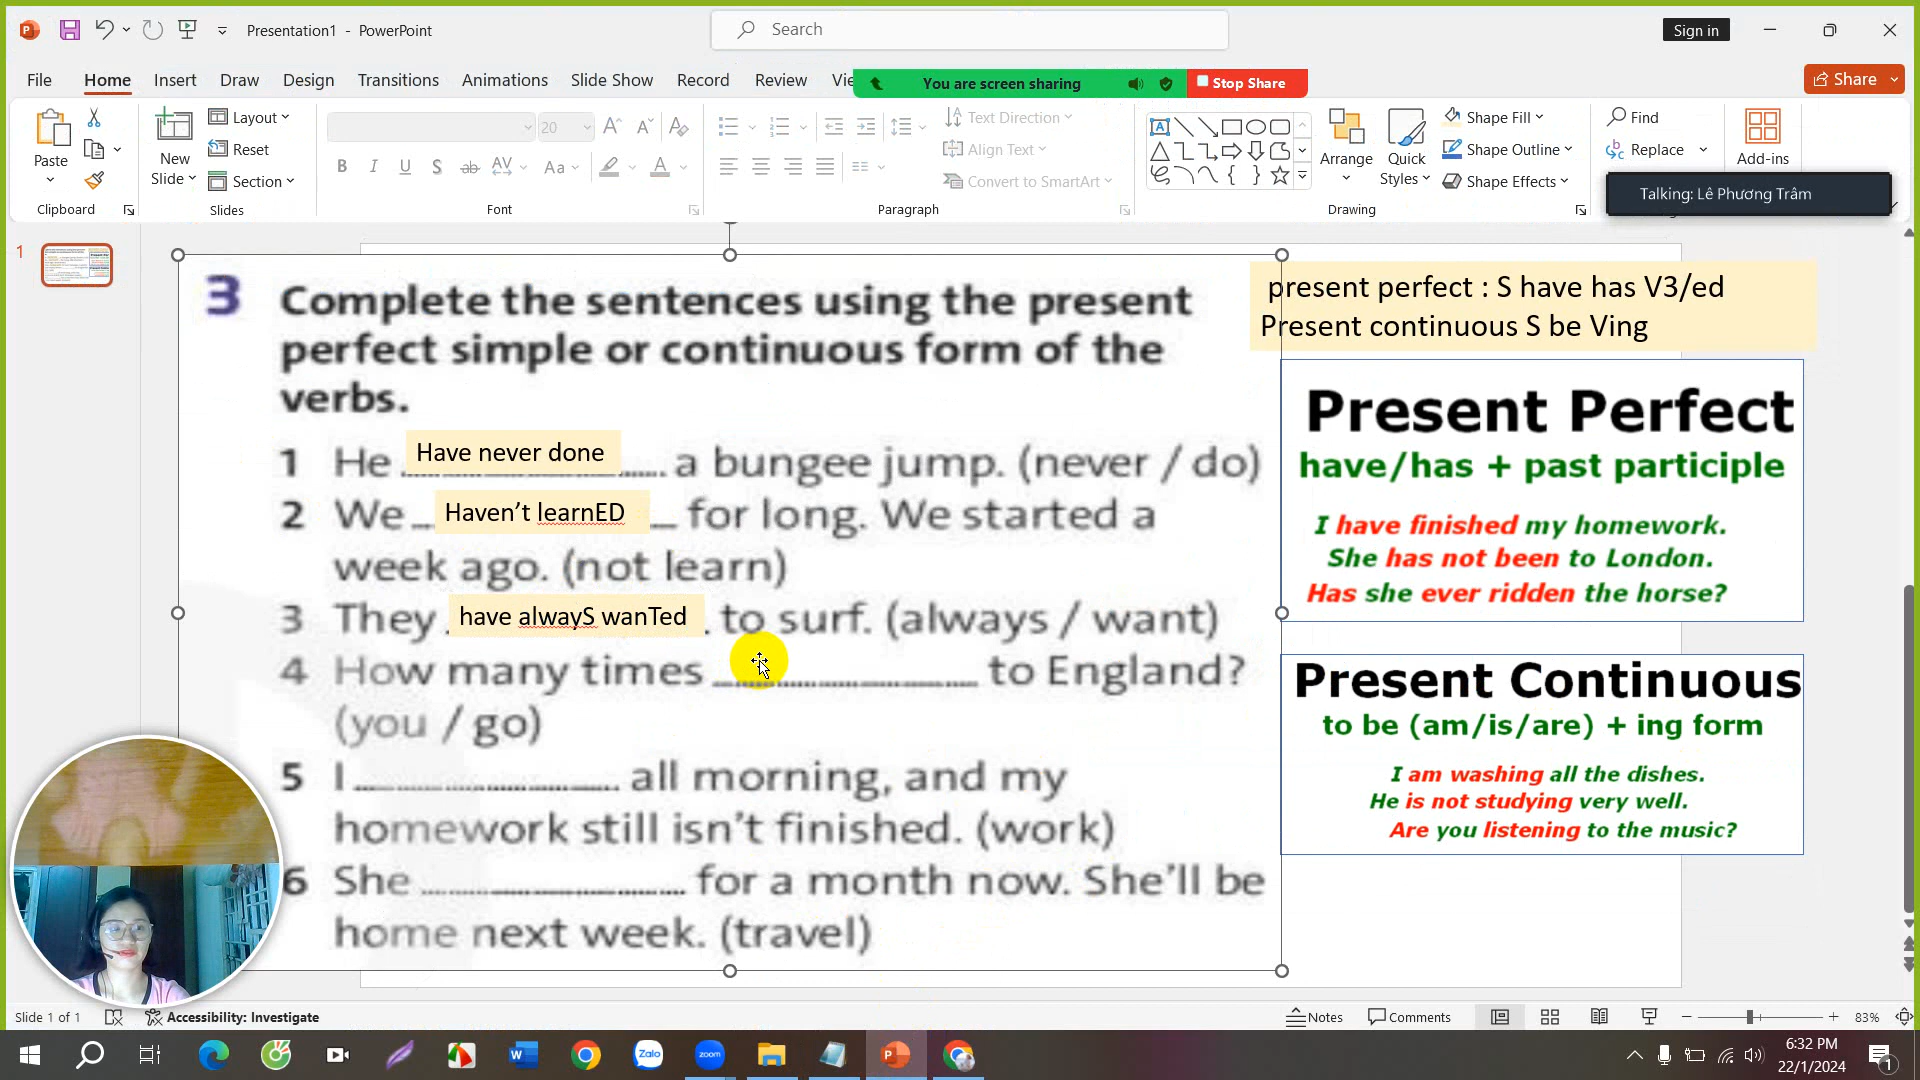 Presentation1 - PowerPoint
Search
Sign in
File Home Insert Draw Design Transitions Animations Slide Show Record Review Vie
You are screen sharing
Stop Share
Share
Paste
New Slide
Layout
Reset
Section
20
B I U S ab AV Aa A
Text Direction
Align Text
Convert to SmartArt
Arrange
Quick Styles
Shape Fill
Shape Outline
Shape Effects
Find
Replace
Add-ins
Talking: Lê Phương Trâm
Clipboard Slides Font Paragraph Drawing
1
3 Complete the sentences using the present
perfect simple or continuous form of the
verbs.
1 He Have never done a bungee jump. (never / do)
2 We Haven't learnED for long. We started a
week ago. (not learn)
3 They have alwayS wanTed to surf. (always / want)
4 How many times ............ to England?
(you / go)
5 I ............ all morning, and my
homework still isn't finished. (work)
6 She ............ for a month now. She'll be
home next week. (travel)
present perfect : S have has V3/ed
Present continuous S be Ving
Present Perfect
have/has + past participle
I have finished my homework.
She has not been to London.
Has she ever ridden the horse?
Present Continuous
to be (am/is/are) + ing form
I am washing all the dishes.
He is not studying very well.
Are you listening to the music?
Slide 1 of 1
Accessibility: Investigate
Notes
Comments
83%
Zalo
zoom
6:32 PM
22/1/2024
1